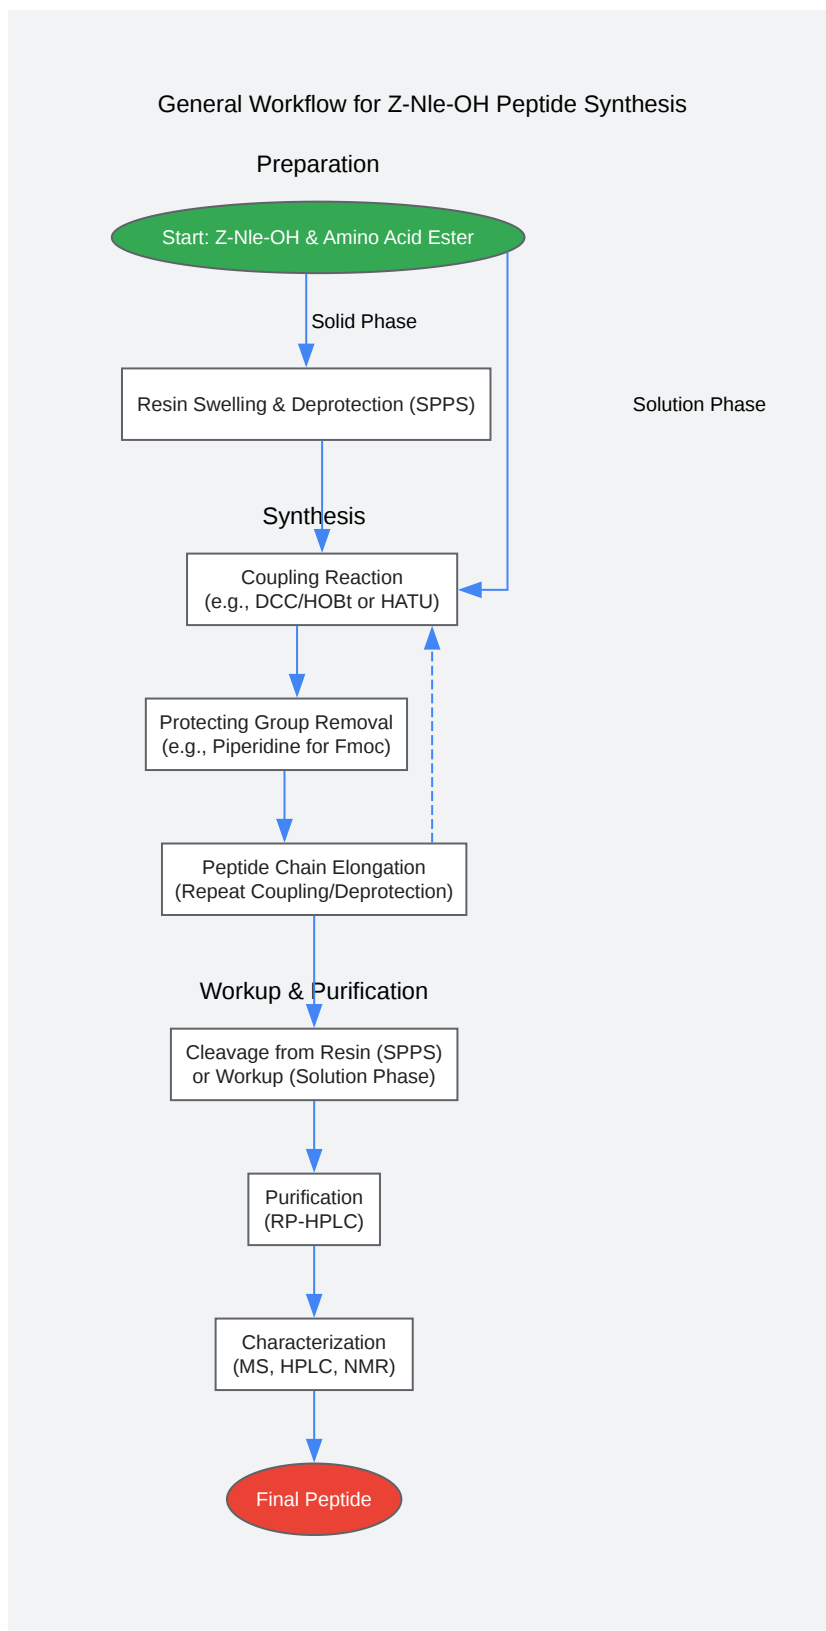 General Workflow for Z-Nle-OH Peptide Synthesis
Preparation
Start: Z-Nle-OH & Amino Acid Ester
Solid Phase
Resin Swelling & Deprotection (SPPS)
Solution Phase
Synthesis
Coupling Reaction
(e.g., DCC/HOBt or HATU)
Protecting Group Removal
(e.g., Piperidine for Fmoc)
Peptide Chain Elongation
(Repeat Coupling/Deprotection)
Workup & Purification
Cleavage from Resin (SPPS)
or Workup (Solution Phase)
Purification
(RP-HPLC)
Characterization
(MS, HPLC, NMR)
Final Peptide